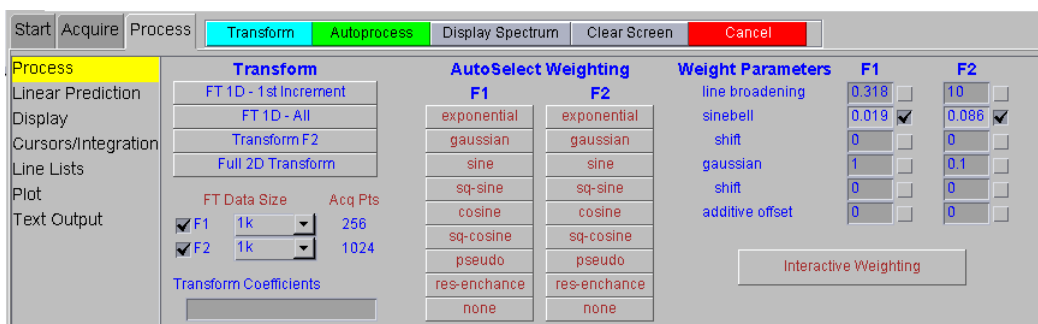 Start Acquire Process Transform Autoprocess Display Spectrum Clear Screen Cancel
Process
Linear Prediction
Display
Cursors/Integration
Line Lists
Plot
Text Output
Transform
FT 1D - 1st Increment
FT 1D - All
Transform F2
Full 2D Transform
FT Data Size Acq Pts
F1 1k 256
F2 1k 1024
Transform Coefficients
AutoSelect Weighting
F1 F2
exponential exponential
gaussian gaussian
sine sine
sq-sine sq-sine
cosine cosine
sq-cosine sq-cosine
pseudo pseudo
res-enchance res-enchance
none none
Weight Parameters F1 F2
line broadening 0.318 10
sinebell 0.019 0.086
shift 0 0
gaussian 1 0.1
shift 0 0
additive offset 0 0
Interactive Weighting